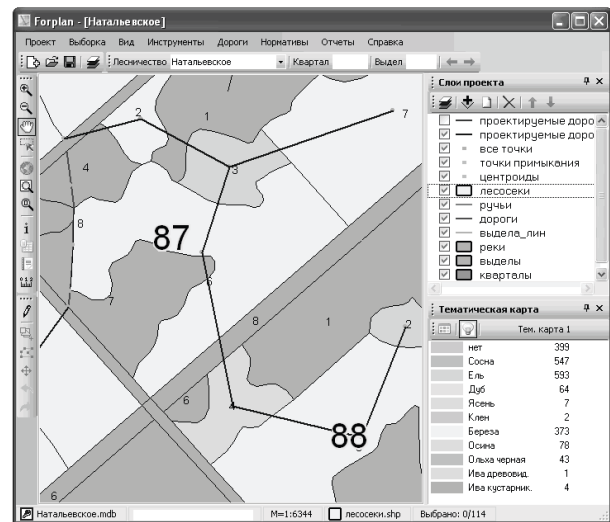 Forplan - [Натальевское]
Проект Выборка Вид Инструменты Дороги Нормативы Отчеты Справка
Лесничество Натальевское Квартал Выдел
Слои проекта
проектируемые доро
проектируемые доро
все точки
точки примыкания
центроиды
лесосеки
ручьи
дороги
выдела_лин
реки
выделы
кварталы
2
1
7
4
3
8
87
6
7
8
1
2
6
4
88
6
Тематическая карта
Тем. карта 1
нет 399
Сосна 547
Ель 593
Дуб 64
Ясень 7
Клен 2
Береза 373
Осина 78
Ольха черная 43
Ива древовид. 1
Ива кустарник. 4
Натальевское.mdb M=1:6344 лесосеки.shp Выбрано: 0/114